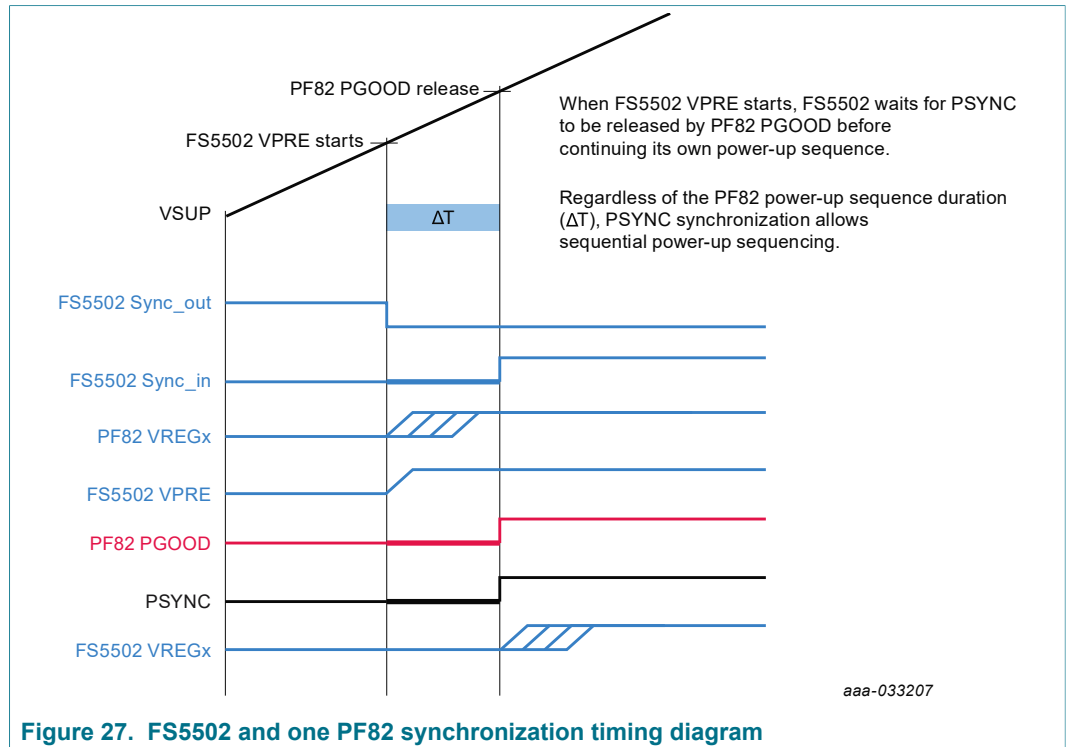 PF82 PGOOD release
FS5502 VPRE starts
VSUP
ΔT
When FS5502 VPRE starts, FS5502 waits for PSYNC
to be released by PF82 PGOOD before
continuing its own power-up sequence.
Regardless of the PF82 power-up sequence duration
(ΔT), PSYNC synchronization allows
sequential power-up sequencing.
FS5502 Sync_out
FS5502 Sync_in
PF82 VREGx
FS5502 VPRE
PF82 PGOOD
PSYNC
FS5502 VREGx
aaa-033207
Figure 27. FS5502 and one PF82 synchronization timing diagram